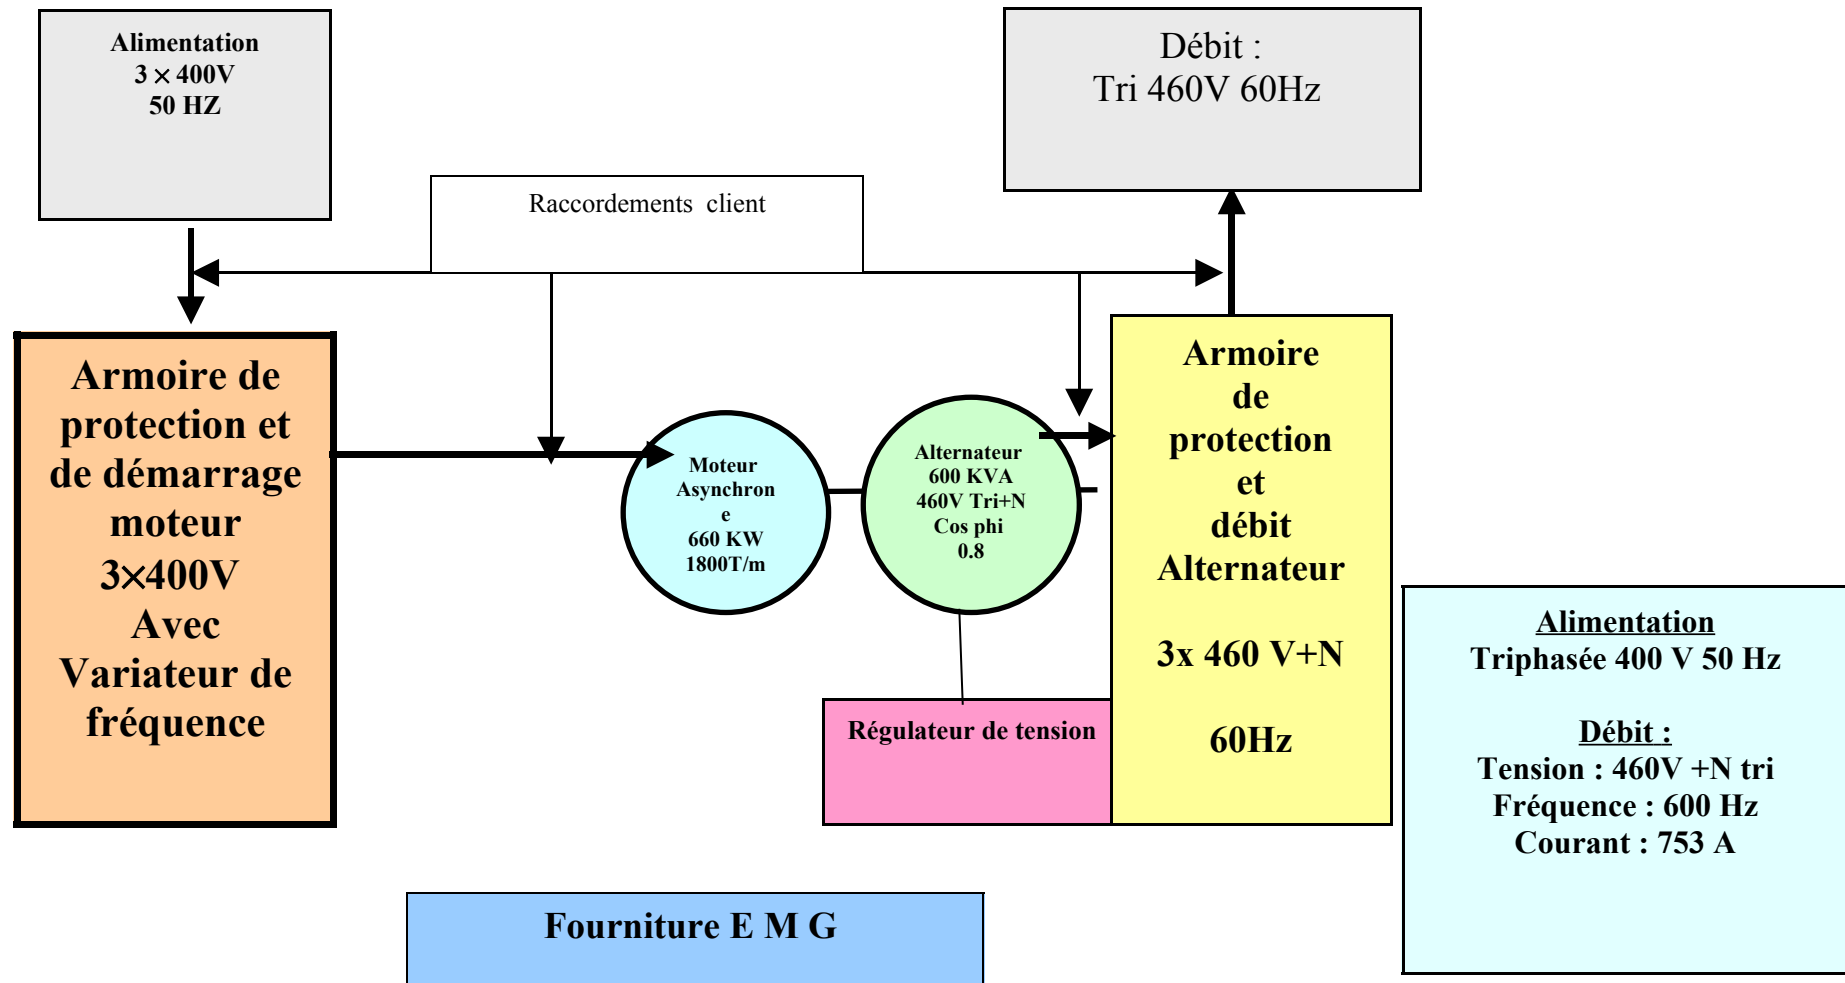 Alimentation
3 × 400V
50 HZ
Débit :
Tri 460V 60Hz
Raccordements client
Armoire de
protection et
de démarrage
moteur
3×400V
Avec
Variateur de
fréquence
Moteur
Asynchron
e
660 KW
1800T/m
Alternateur
600 KVA
460V Tri+N
Cos phi
0.8
Armoire
de
protection
et
débit
Alternateur
3x 460 V+N
60Hz
Régulateur de tension
Alimentation
Triphasée 400 V 50 Hz
Débit :
Tension : 460V +N tri
Fréquence : 600 Hz
Courant : 753 A
Fourniture E M G